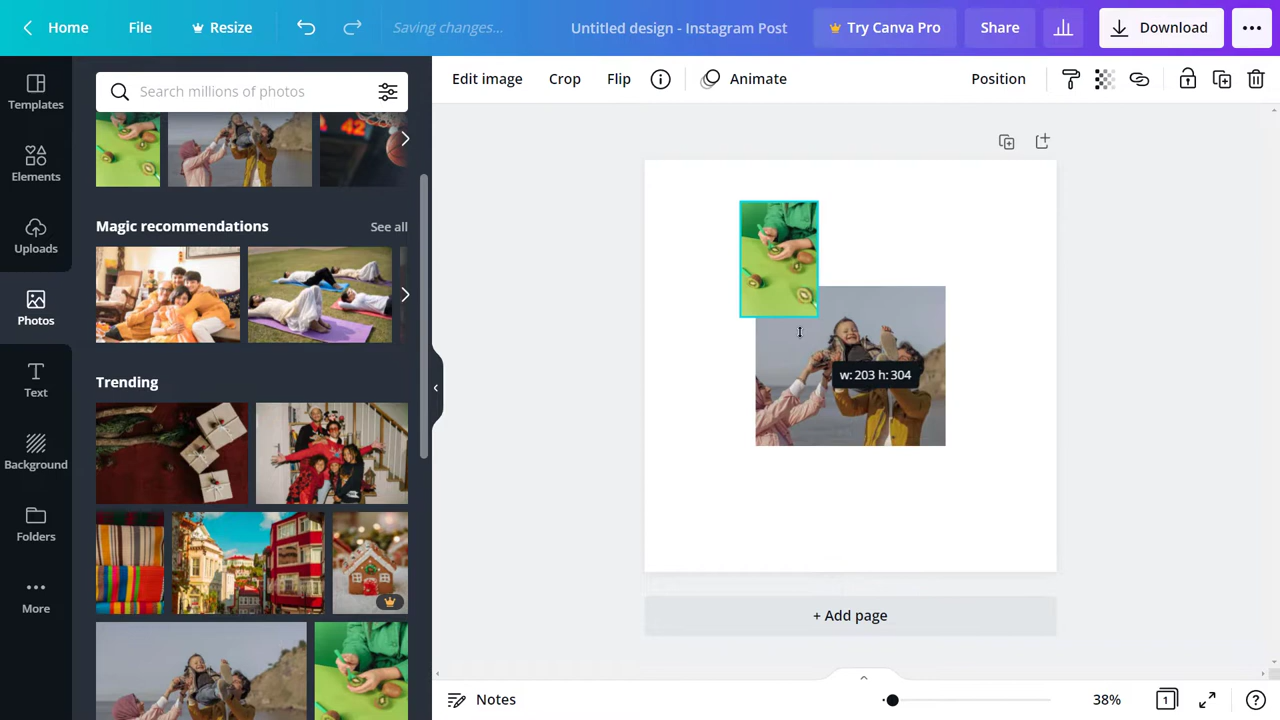 Home File Resize Saving changes... Untitled design - Instagram Post Try Canva Pro Share Download
Templates
Elements
Uploads
Photos
Text
Background
Folders
More
Search millions of photos
42
Magic recommendations See all
Trending
Edit image Crop Flip Animate Position
w: 203 h: 304
+ Add page
Notes 38% 1